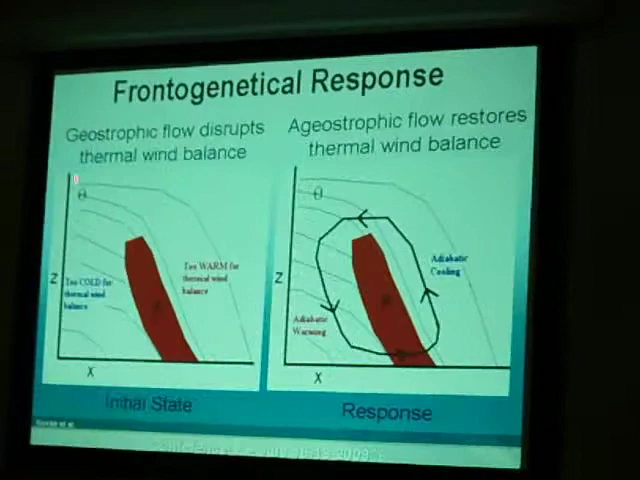 Frontogenetical Response
Geostrophic flow disrupts
thermal wind balance
Ageostrophic flow restores
thermal wind balance
θ
Too COLD for
thermal wind
balance
Too WARM for
thermal wind
balance
Z
X
Initial State
θ
Adiabatic
Cooling
Adiabatic
Warming
Z
X
Response